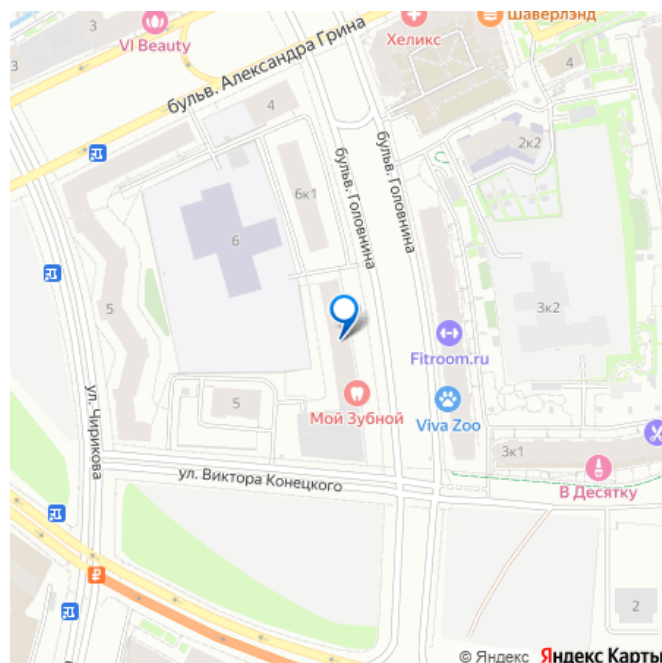 3
3
VI Beauty
бульв. Александра Грина
Хеликс
Шаверлэнд
4
4
2к2
бульв. Головнина
бульв. Головнина
6к1
6
5
3к2
Fitroom.ru
ул. Чирикова
5
Мой Зубной
Viva Zoo
3к1
ул. Виктора Конецкого
В Десятку
₽
2
© Яндекс Яндекс Карты